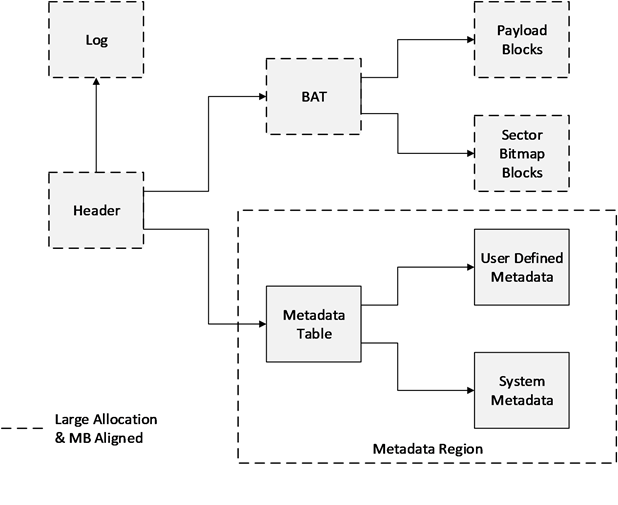 Log
Payload
Blocks
BAT
Sector
Bitmap
Blocks
Header
User Defined
Metadata
Metadata
Table
System
Metadata
Large Allocation
& MB Aligned
Metadata Region